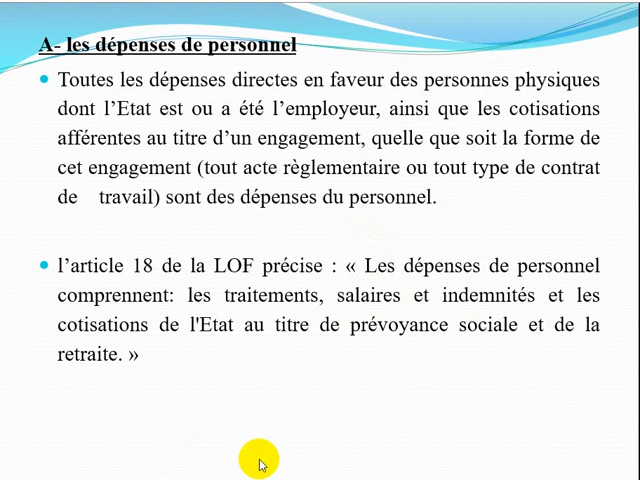 A- les dépenses de personnel
Toutes les dépenses directes en faveur des personnes physiques
dont l’Etat est ou a été l’employeur, ainsi que les cotisations
afférentes au titre d’un engagement, quelle que soit la forme de
cet engagement (tout acte règlementaire ou tout type de contrat
de travail) sont des dépenses du personnel.
l’article 18 de la LOF précise : « Les dépenses de personnel
comprennent: les traitements, salaires et indemnités et les
cotisations de l'Etat au titre de prévoyance sociale et de la
retraite. »